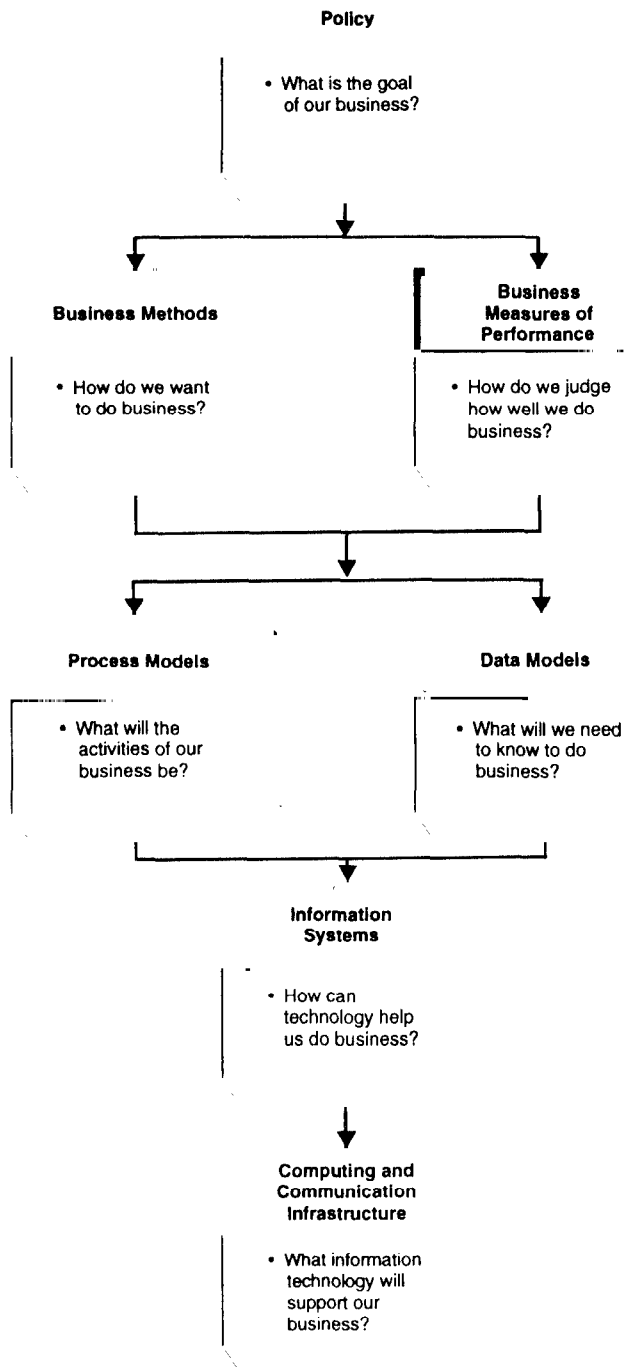 Policy
• What is the goal
of our business?
Business Methods
• How do we want
to do business?
Business
Measures of
Performance
• How do we judge
how well we do
business?
Process Models
• What will the
activities of our
business be?
Data Models
• What will we need
to know to do
business?
Information
Systems
• How can
technology help
us do business?
Computing and
Communication
Infrastructure
• What information
technology will
support our
business?